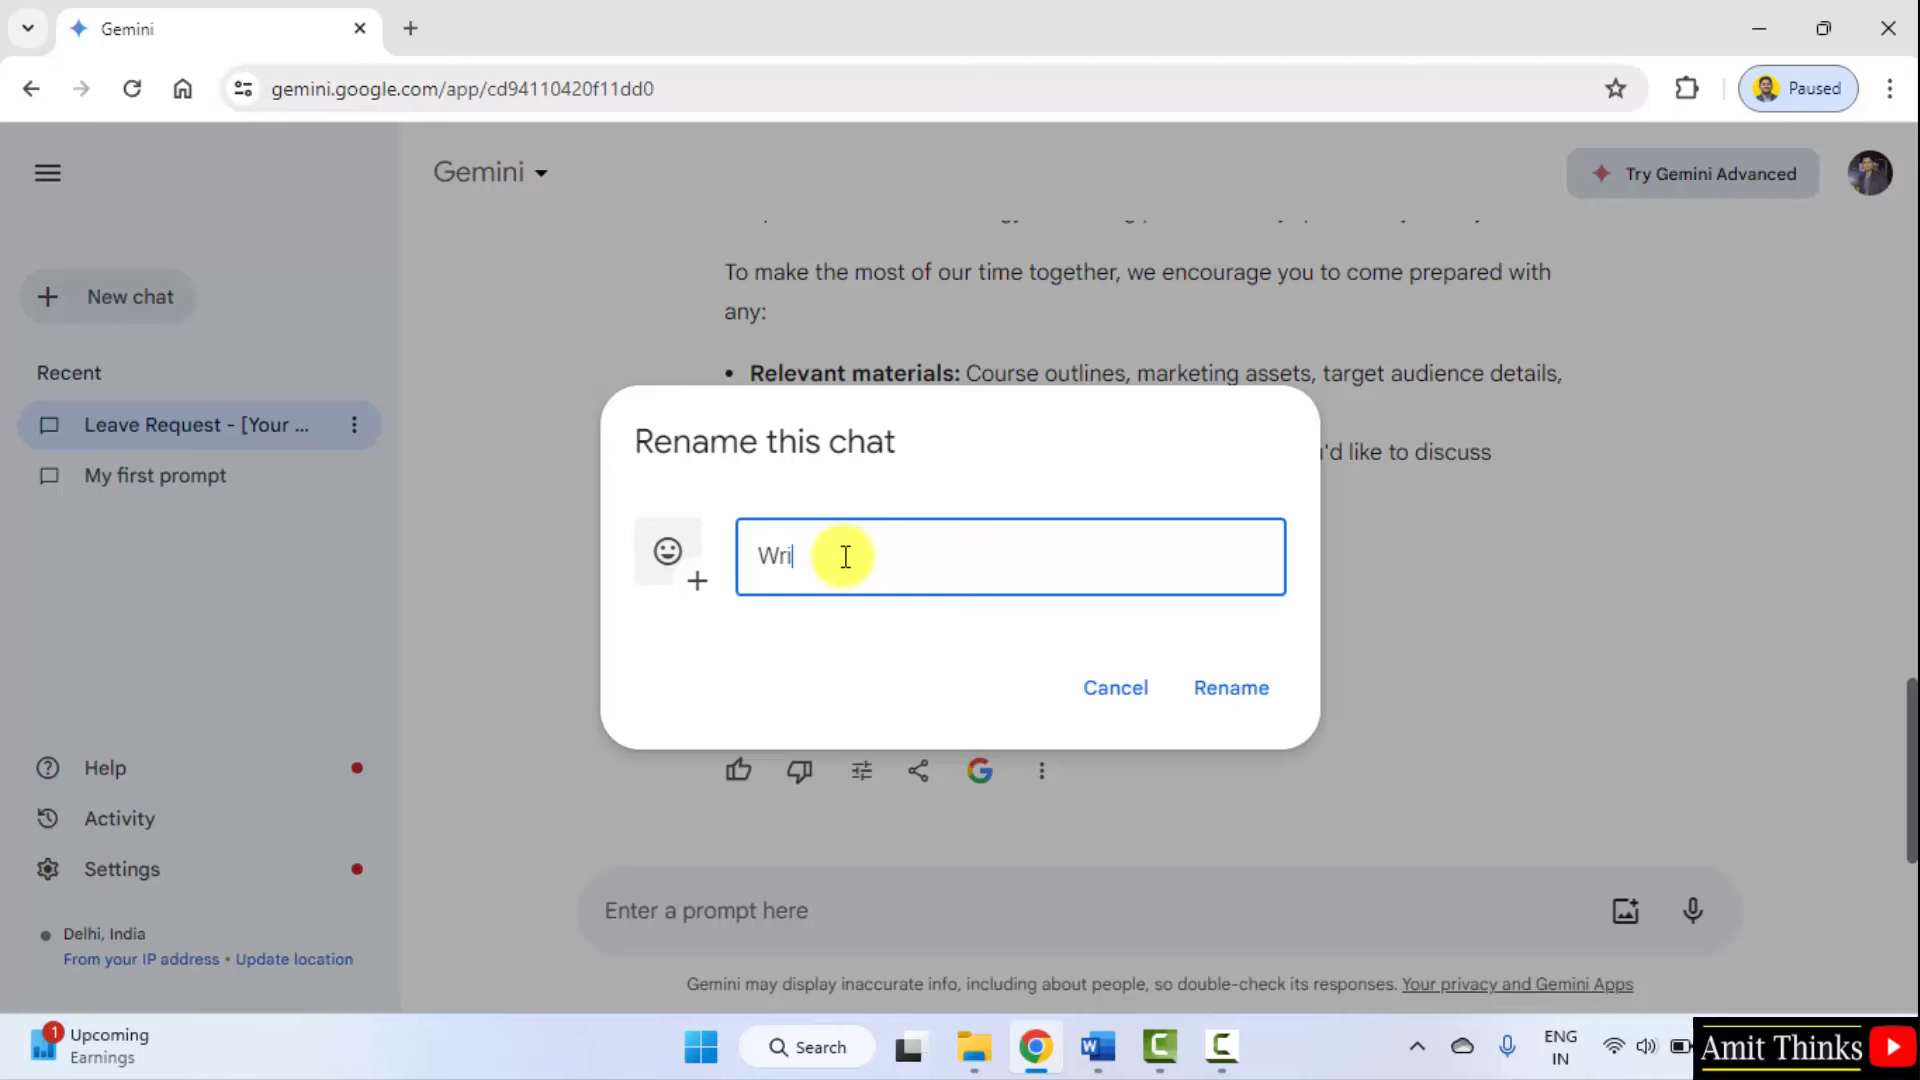 Gemini
gemini.google.com/app/cd94110420f11dd0
Paused
Gemini
Try Gemini Advanced
New chat
Recent
Leave Request - [Your ...
My first prompt
To make the most of our time together, we encourage you to come prepared with
any:
• Relevant materials: Course outlines, marketing assets, target audience details,
'd like to discuss
Rename this chat
Wri
Cancel
Rename
Help
Activity
Settings
Delhi, India
From your IP address • Update location
Enter a prompt here
Gemini may display inaccurate info, including about people, so double-check its responses. Your privacy and Gemini Apps
1
Upcoming
Earnings
Search
W
ENG
IN
Amit Thinks